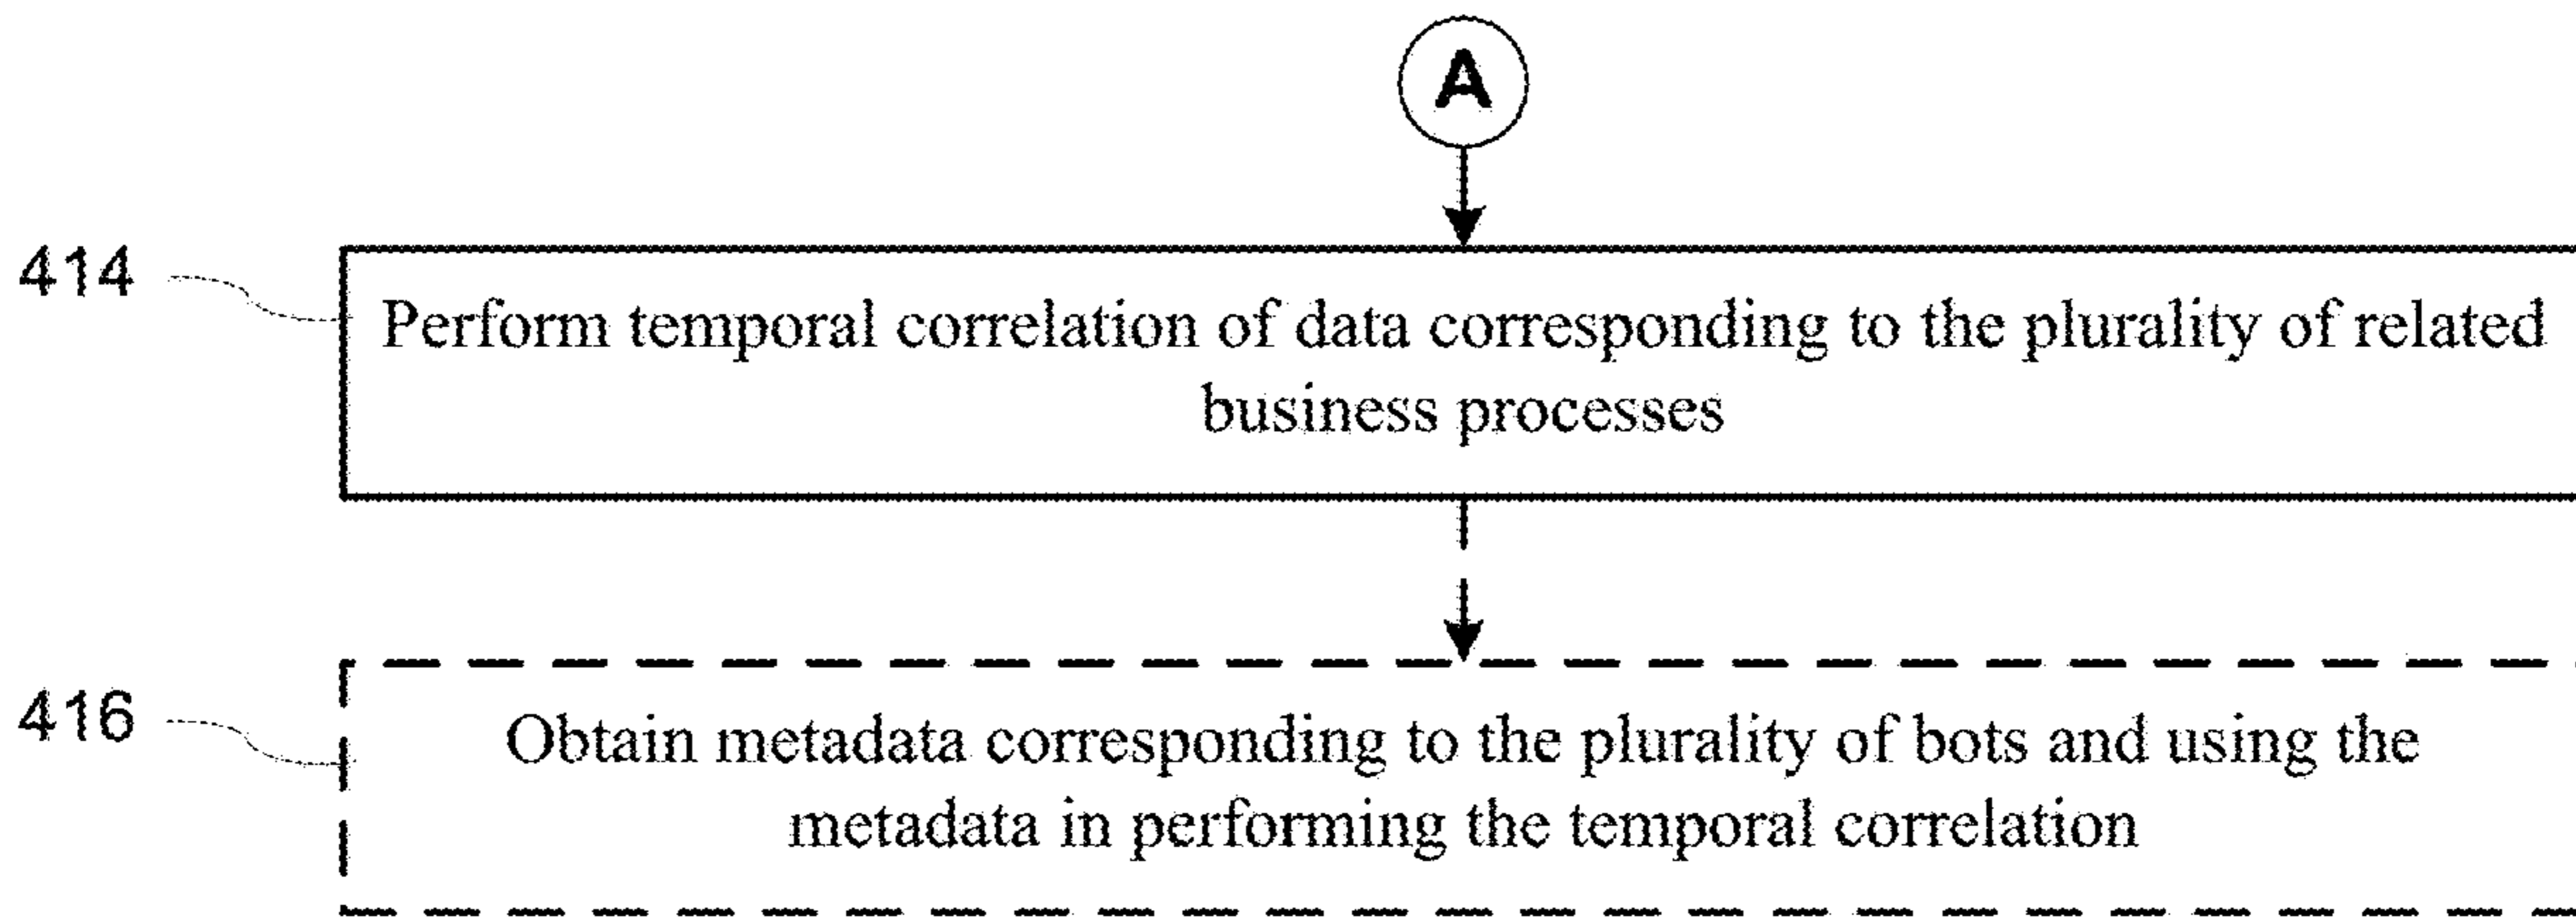 A
414
Perform temporal correlation of data corresponding to the plurality of related
business processes
416
Obtain metadata corresponding to the plurality of bots and using the
metadata in performing the temporal correlation